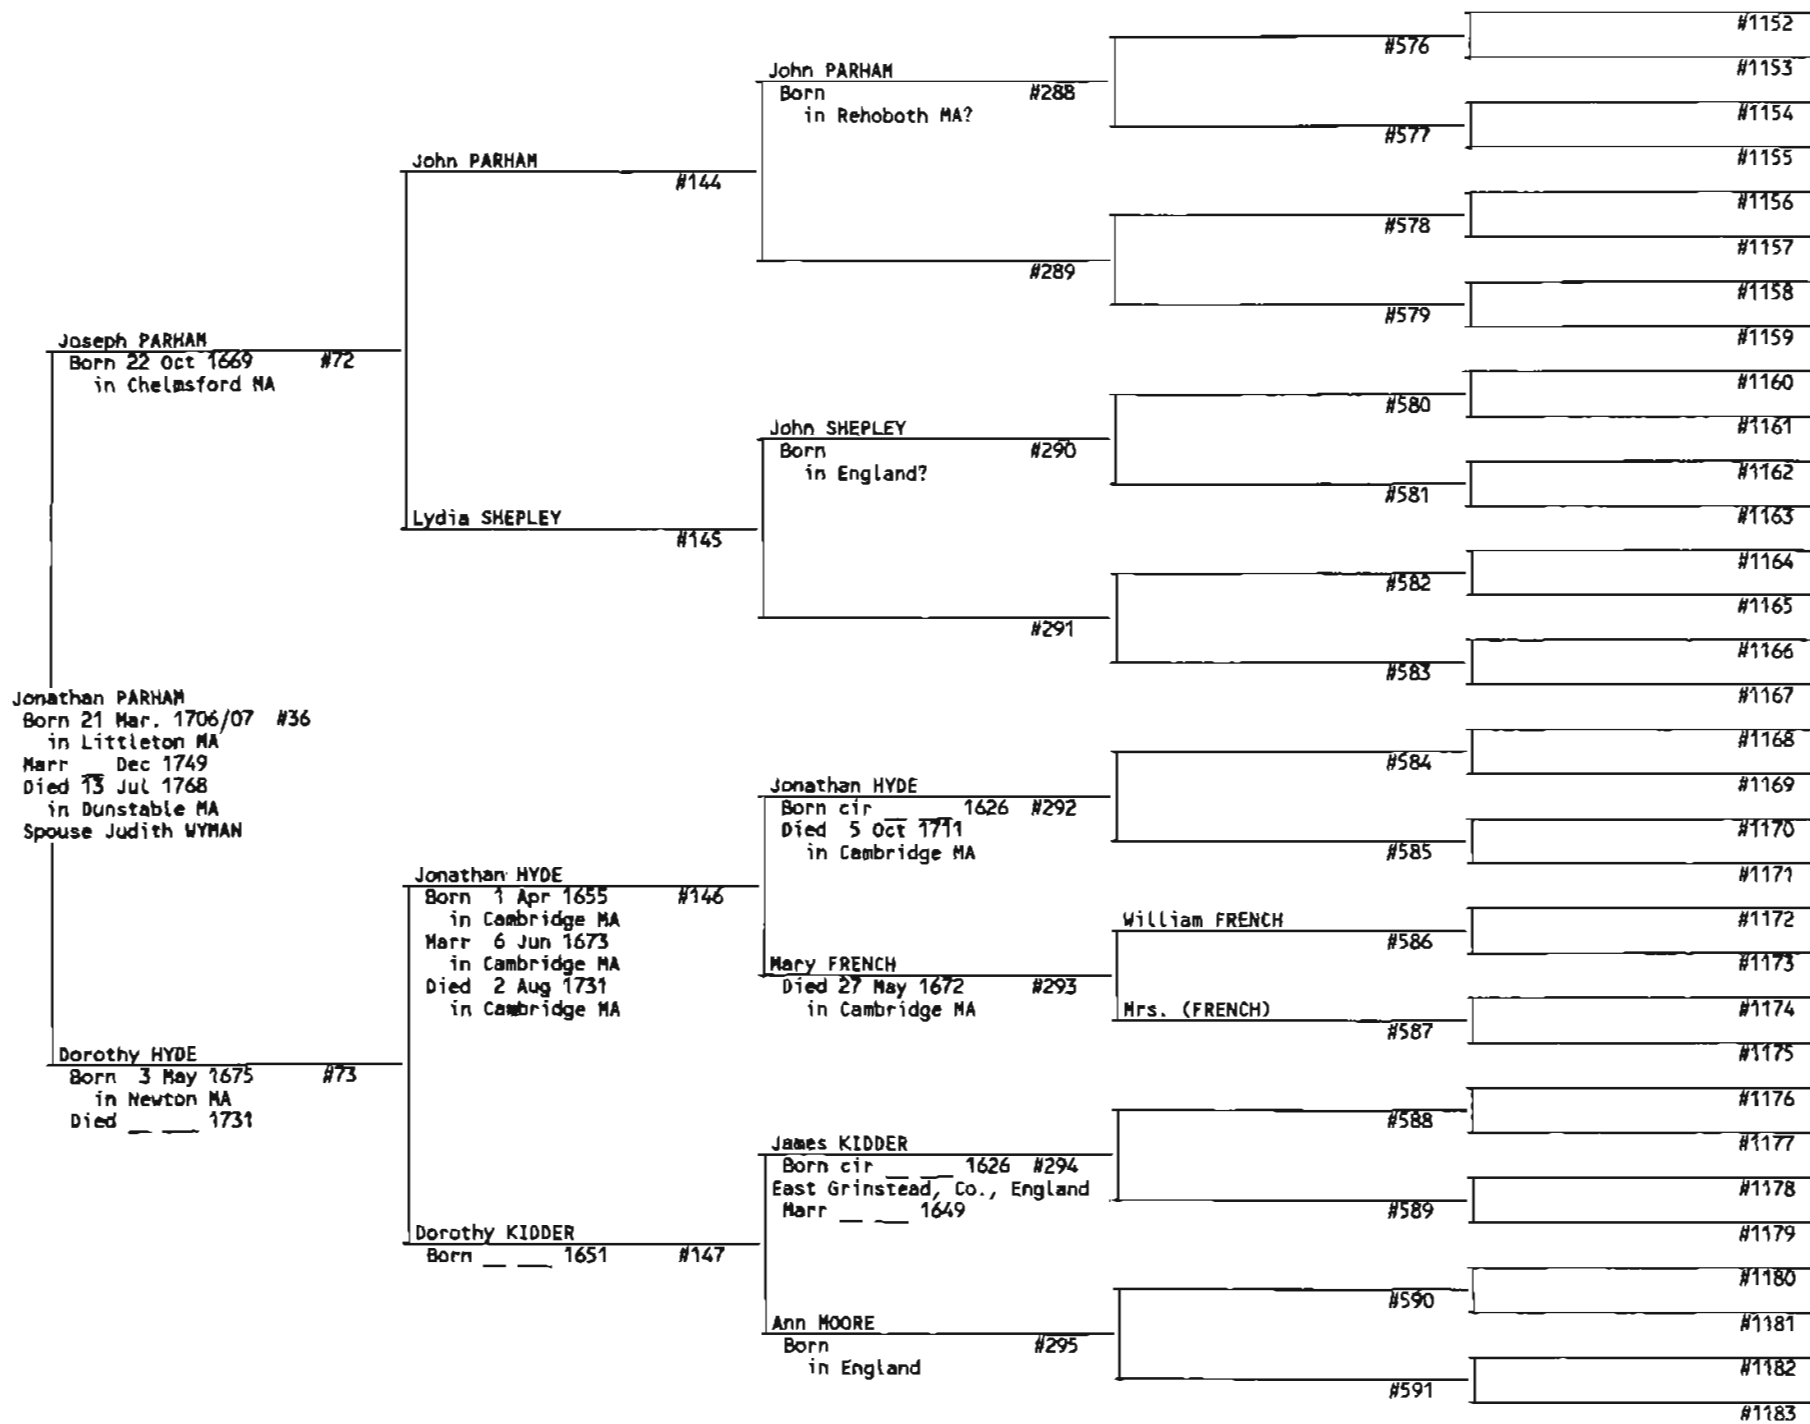 #1152
#576
John PARHAM
#1153
Born #288
in Rehoboth MA?
#1154
#577
#1155
John PARHAM
#144
#1156
#578
#1157
#289
#1158
#579
#1159
Joseph PARHAM
Born 22 Oct 1669 #72
in Chelmsford MA
#1160
#580
#1161
John SHEPLEY
Born #290
in England?
#1162
#581
#1163
Lydia SHEPLEY
#145
#1164
#582
#1165
#291
#1166
#583
#1167
Jonathan PARHAM
Born 21 Mar. 1706/07 #36
in Littleton MA
Marr __ Dec 1749
Died 13 Jul 1768
in Dunstable MA
Spouse Judith WYMAN
#1168
#584
#1169
Jonathan HYDE
Born cir __ ___ 1626 #292
Died 5 Oct 1711
in Cambridge MA
#1170
#585
#1171
Jonathan HYDE
Born 1 Apr 1655 #146
in Cambridge MA
Marr 6 Jun 1673
in Cambridge MA
Died 2 Aug 1731
in Cambridge MA
William FRENCH
#586
#1172
#1173
Mary FRENCH
Died 27 May 1672 #293
in Cambridge MA
Mrs. (FRENCH)
#587
#1174
#1175
Dorothy HYDE
Born 3 May 1675 #73
in Newton MA
Died __ ___ 1731
#1176
#588
#1177
James KIDDER
Born cir __ ___ 1626 #294
East Grinstead, Co., England
Marr __ ___ 1649
#1178
#589
#1179
Dorothy KIDDER
Born __ ___ 1651 #147
#1180
#590
#1181
Ann MOORE
Born #295
in England
#1182
#591
#1183